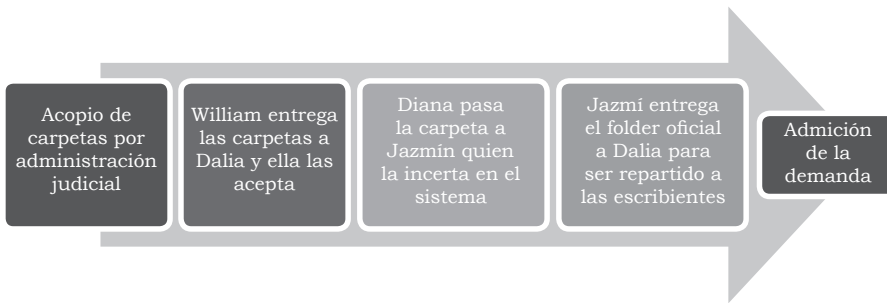 Acopio de
carpetas por
administración
judicial
William entrega
las carpetas a
Dalia y ella las
acepta
Diana pasa
la carpeta a
Jazmín quien
la incerta en el
sistema
Jazmí entrega
el folder oficial
a Dalia para
ser repartido a
las escribientes
Admición
de la
demanda